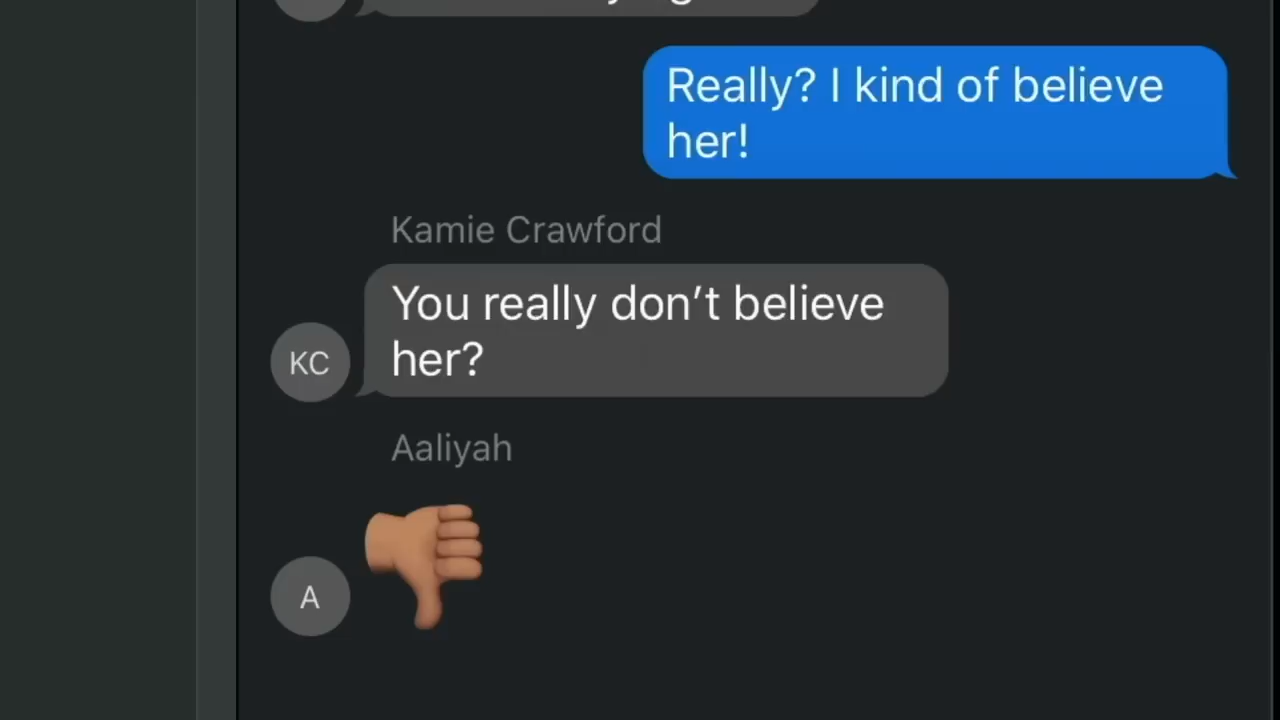 Really? I kind of believe
her!
Kamie Crawford
You really don’t believe
her?
KC
Aaliyah
A